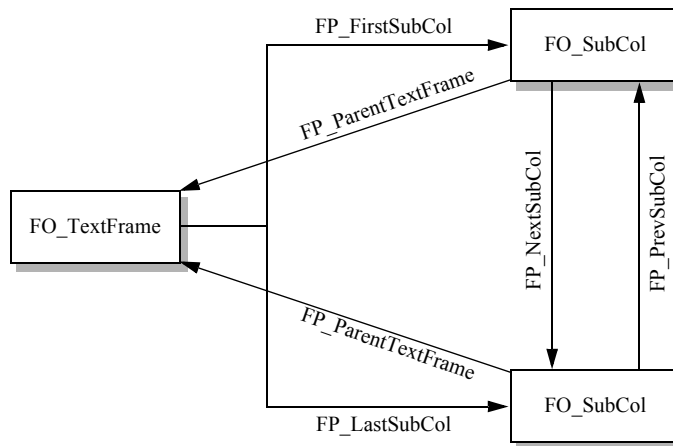 FP_FirstSubCol
FO_SubCol
FP_ParentTextFrame
FO_TextFrame
FP_NextSubCol
FP_PrevSubCol
FP_ParentTextFrame
FO_SubCol
FP_LastSubCol